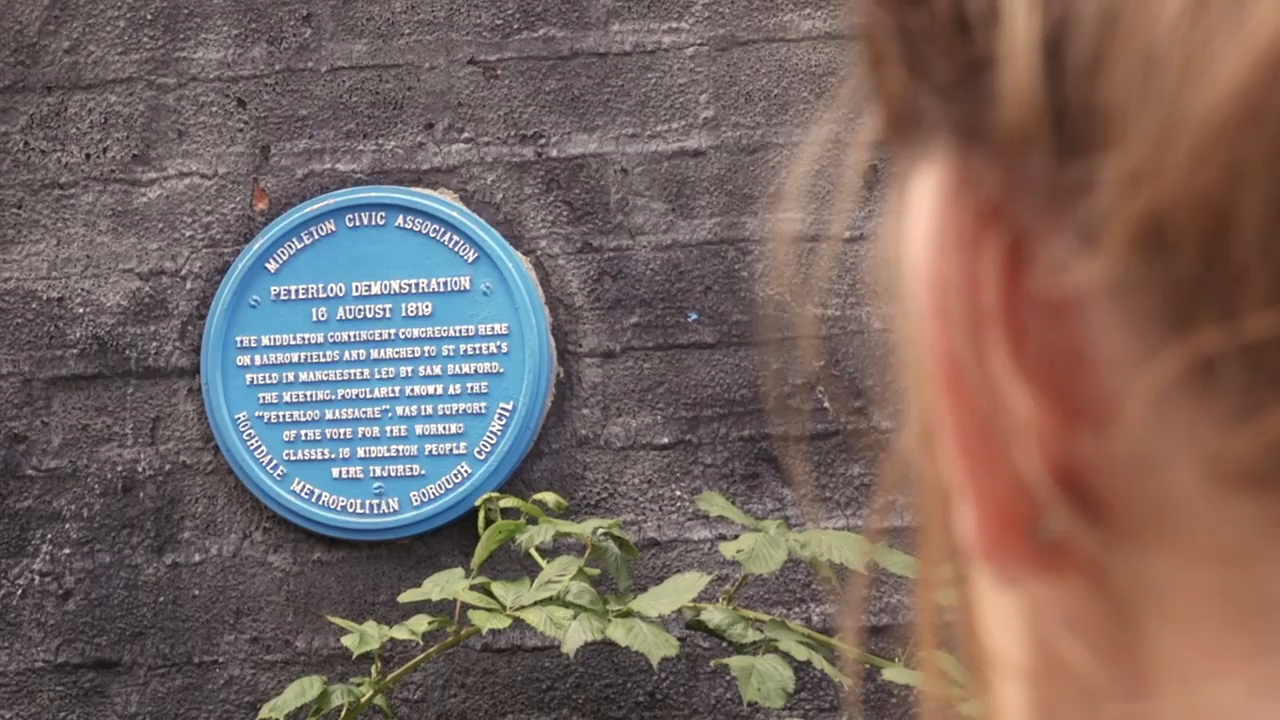 MIDDLETON CIVIC ASSOCIATION
PETERLOO DEMONSTRATION
16 AUGUST 1819
THE MIDDLETON CONTINGENT CONGREGATED HERE
ON BARROWFIELDS AND MARCHED TO ST PETER'S
FIELD IN MANCHESTER LED BY SAM BAMFORD.
THE MEETING, POPULARLY KNOWN AS THE
"PETERLOO MASSACRE", WAS IN SUPPORT
OF THE VOTE FOR THE WORKING
CLASSES. 16 MIDDLETON PEOPLE
WERE INJURED.
ROCHDALE METROPOLITAN BOROUGH COUNCIL